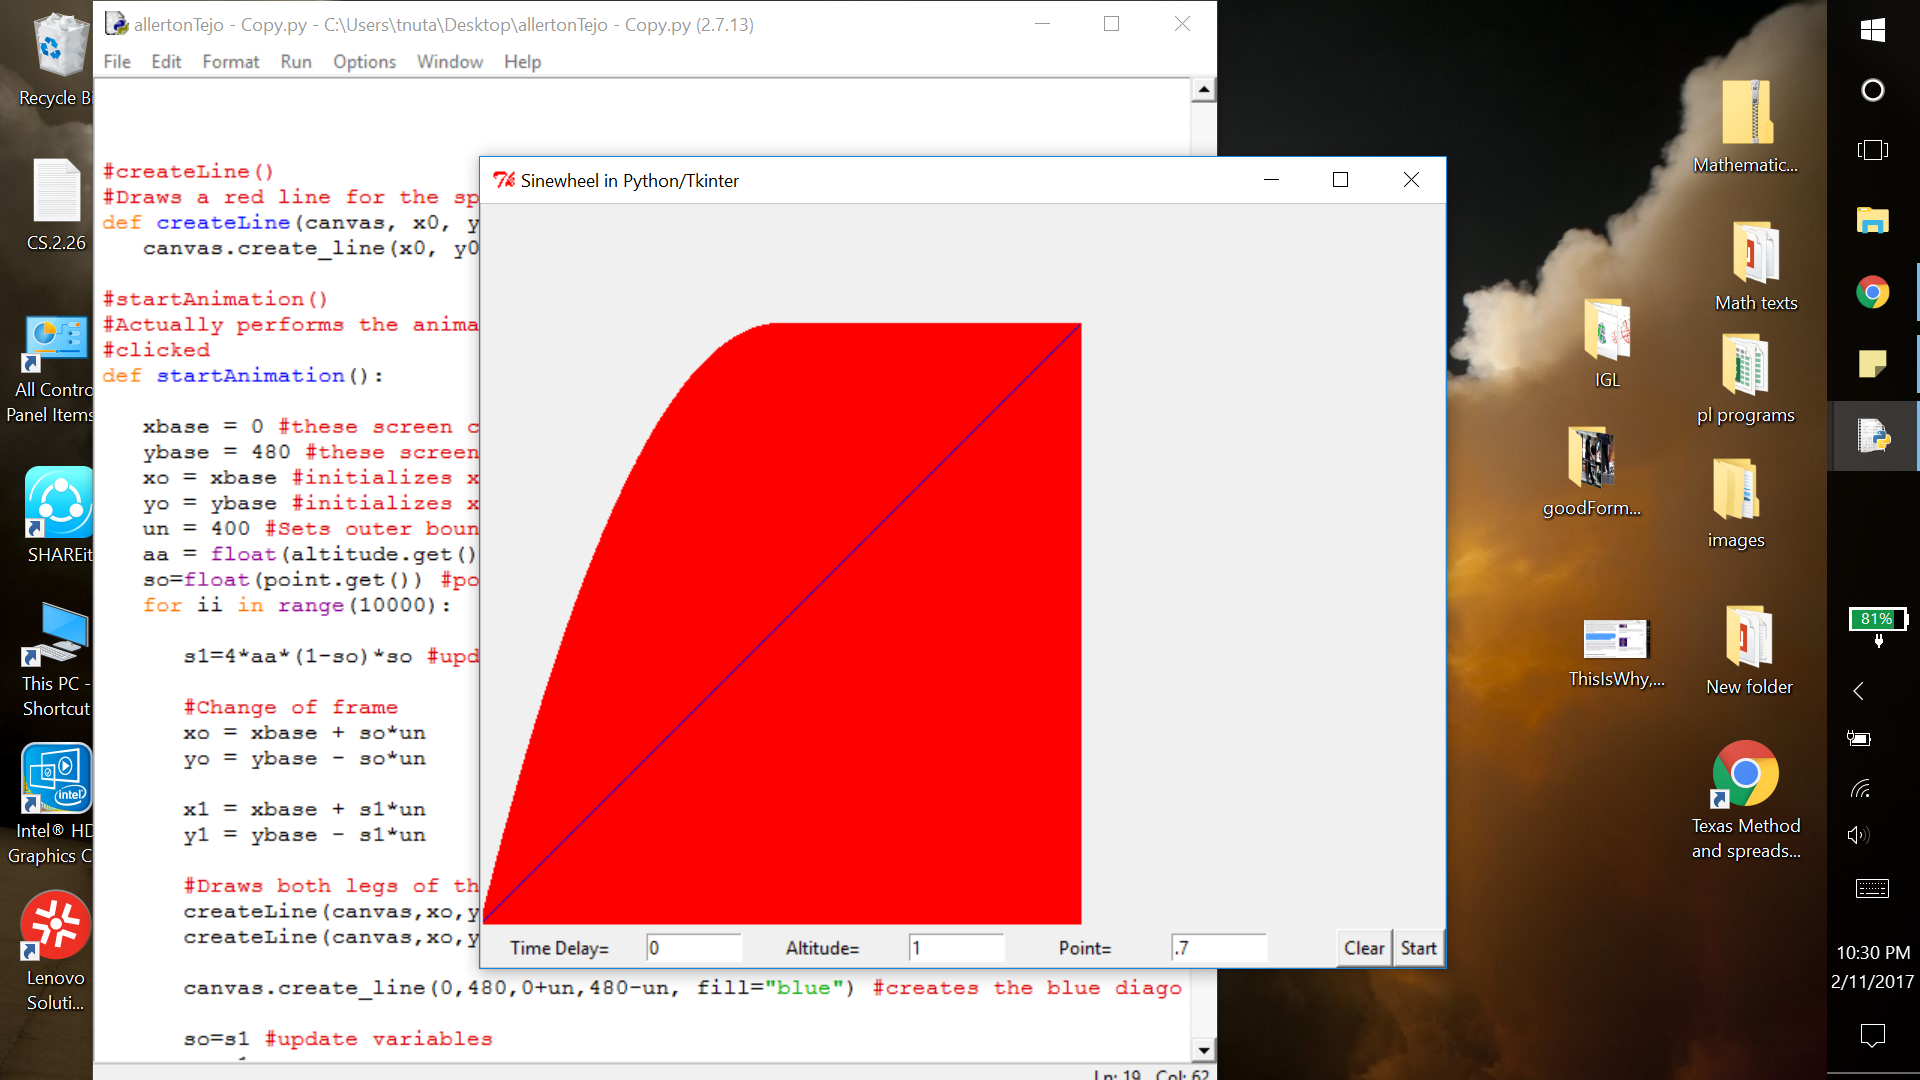 allertonTejo - Copy.py - C:\Users\tnuta\Desktop\allertonTejo - Copy.py (2.7.13)
File Edit Format Run Options Window Help
#createLine()
#Draws a red line for the sp
def createLine(canvas, x0, y
canvas.create_line(x0, y0
#startAnimation()
#Actually performs the anima
#clicked
def startAnimation():
xbase = 0 #these screen c
ybase = 480 #these screen
xo = xbase #initializes x
yo = ybase #initializes x
un = 400 #Sets outer boun
aa = float(altitude.get()
so=float(point.get()) #po
for ii in range(10000):
s1=4*aa*(1-so)*so #upd
#Change of frame
xo = xbase + so*un
yo = ybase - so*un
x1 = xbase + s1*un
y1 = ybase - s1*un
#Draws both legs of th
createLine(canvas,xo,y
createLine(canvas,xo,y
canvas.create_line(0,480,0+un,480-un, fill="blue") #creates the blue diago
so=s1 #update variables
Ln: 19 Col: 62
Sinewheel in Python/Tkinter
Time Delay= 0 Altitude= 1 Point= .7 Clear Start
Recycle Bi
CS.2.26
All Contro
Panel Items
SHAREit
This PC -
Shortcut
Intel® HD
Graphics C
intel
Lenovo
Soluti...
Mathematic...
Math texts
IGL
pl programs
goodForm...
images
ThisIsWhy,...
New folder
Texas Method
and spreads...
81%
10:30 PM
2/11/2017